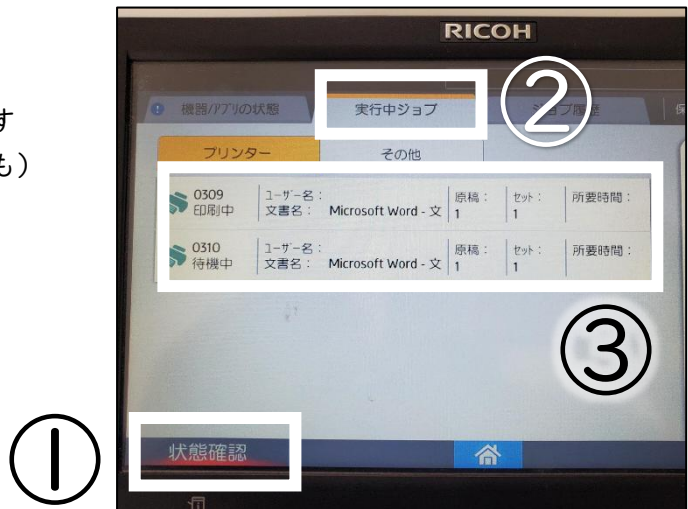 す
も）
RICOH
②
機器/アプリの状態
実行中ジョブ
ジョブ履歴
保
プリンター
その他
0309
印刷中
ユーザー名：
文書名： Microsoft Word - 文
原稿：
1
セット：
1
所要時間：
0310
待機中
ユーザー名：
文書名： Microsoft Word - 文
原稿：
1
セット：
1
所要時間：
③
①
状態確認